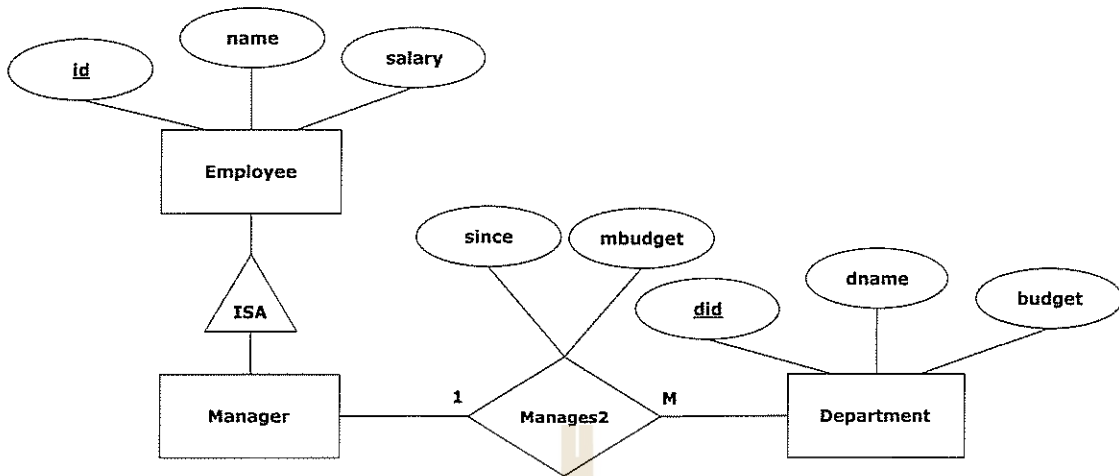 name
id
salary
Employee
since
mbudget
dname
did
budget
ISA
1
M
Manager
Manages2
Department